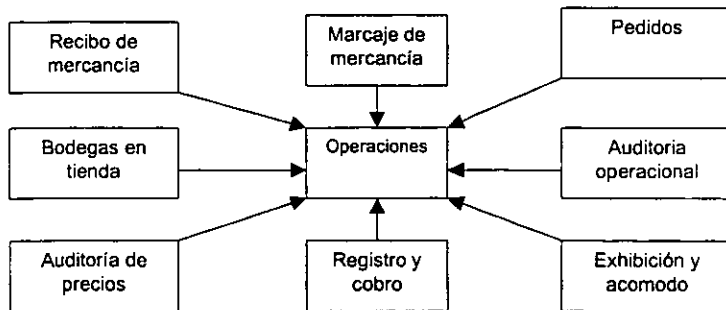 Recibo de
mercancía
Marcaje de
mercancía
Pedidos
Bodegas en
tienda
Operaciones
Auditoria
operacional
Auditoría de
precios
Registro y
cobro
Exhibición y
acomodo